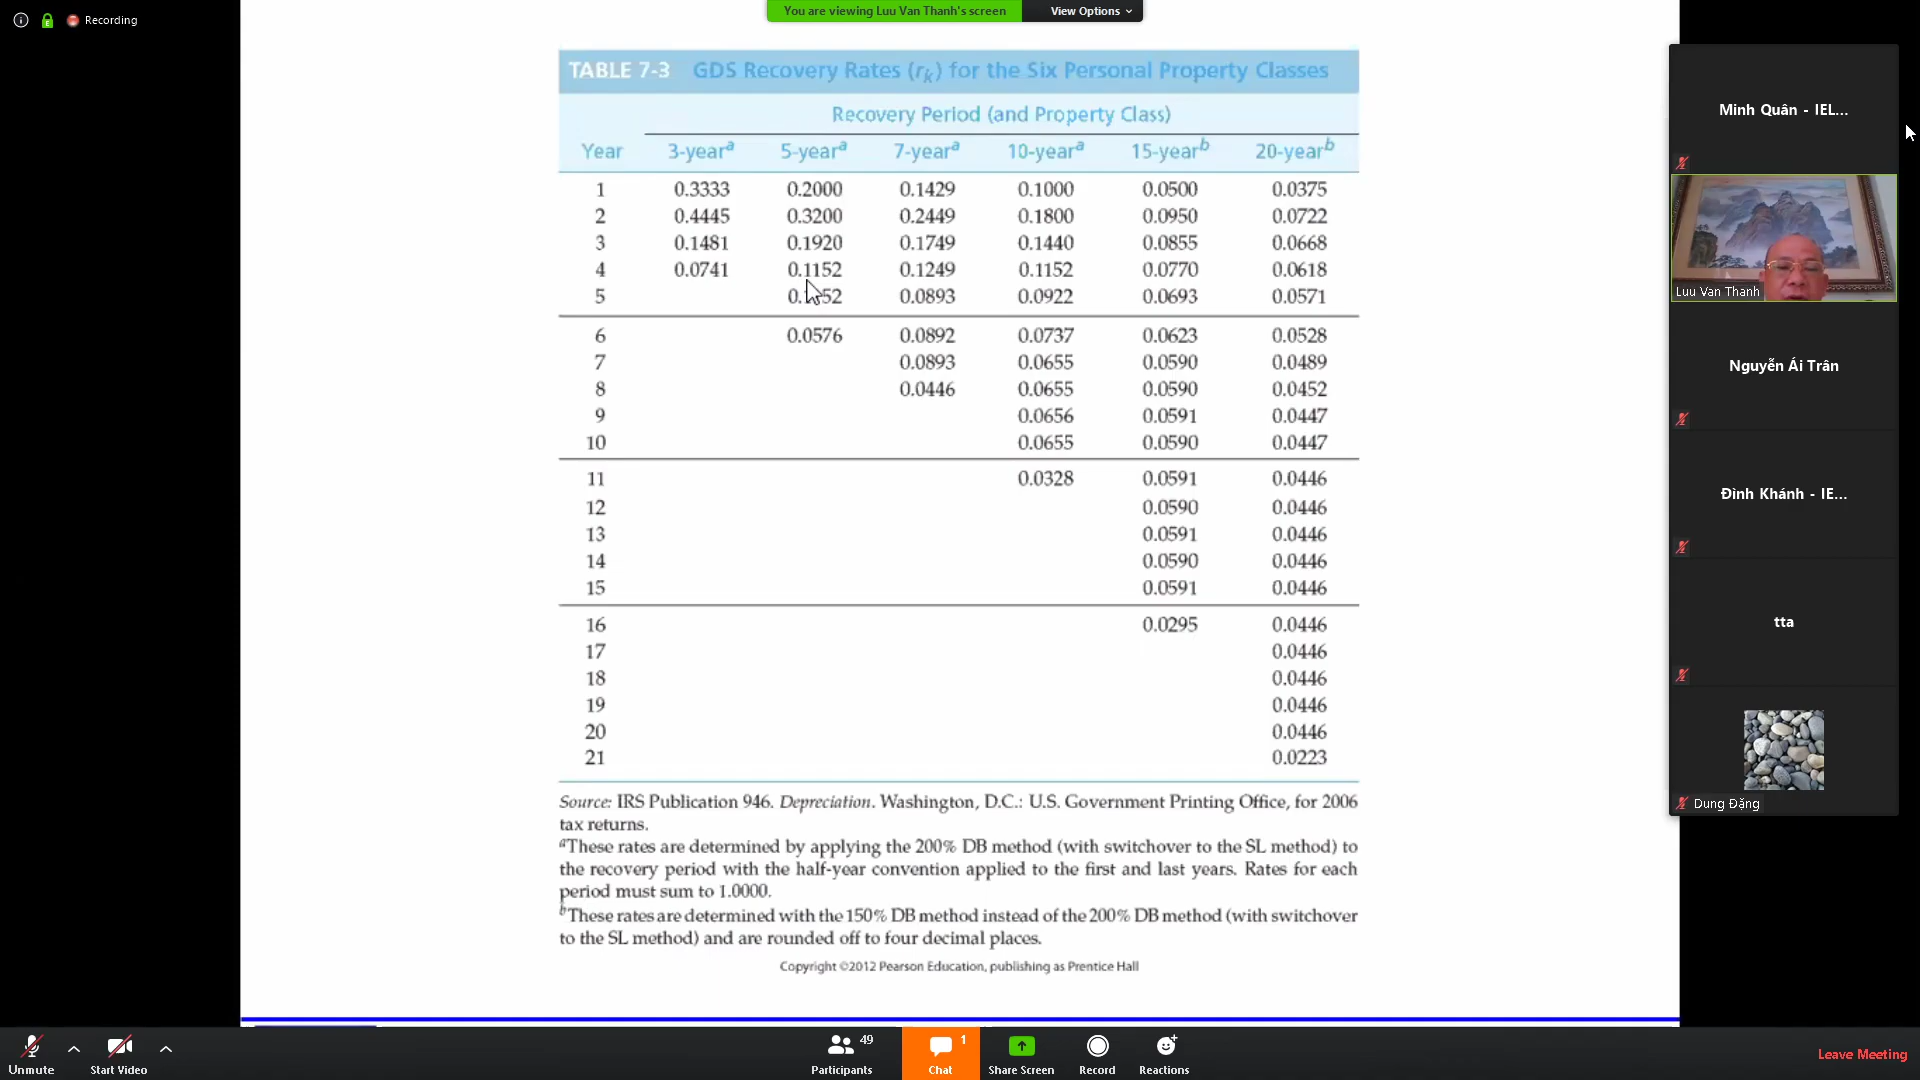 Recording
You are viewing Luu Van Thanh's screen
View Options
TABLE 7-3 GDS Recovery Rates (rk) for the Six Personal Property Classes
Recovery Period (and Property Class)
Year 3-yearᵃ 5-yearᵃ 7-yearᵃ 10-yearᵃ 15-yearᵇ 20-yearᵇ
1 0.3333 0.2000 0.1429 0.1000 0.0500 0.0375
2 0.4445 0.3200 0.2449 0.1800 0.0950 0.0722
3 0.1481 0.1920 0.1749 0.1440 0.0855 0.0668
4 0.0741 0.1152 0.1249 0.1152 0.0770 0.0618
5 0.0893 0.0922 0.0693 0.0571
6 0.0576 0.0892 0.0737 0.0623 0.0528
7 0.0893 0.0655 0.0590 0.0489
8 0.0446 0.0655 0.0590 0.0452
9 0.0656 0.0591 0.0447
10 0.0655 0.0590 0.0447
11 0.0328 0.0591 0.0446
12 0.0590 0.0446
13 0.0591 0.0446
14 0.0590 0.0446
15 0.0591 0.0446
16 0.0295 0.0446
17 0.0446
18 0.0446
19 0.0446
20 0.0446
21 0.0223
Source: IRS Publication 946. Depreciation. Washington, D.C.: U.S. Government Printing Office, for 2006
tax returns.
ᵃThese rates are determined by applying the 200% DB method (with switchover to the SL method) to
the recovery period with the half-year convention applied to the first and last years. Rates for each
period must sum to 1.0000.
ᵇThese rates are determined with the 150% DB method instead of the 200% DB method (with switchover
to the SL method) and are rounded off to four decimal places.
Copyright ©2012 Pearson Education, publishing as Prentice Hall
Minh Quân - IEL...
Luu Van Thanh
Nguyễn Ái Trân
Đình Khánh - IE...
tta
Dung Đặng
Unmute
Start Video
Participants 49
Chat 1
Share Screen
Record
Reactions
Leave Meeting